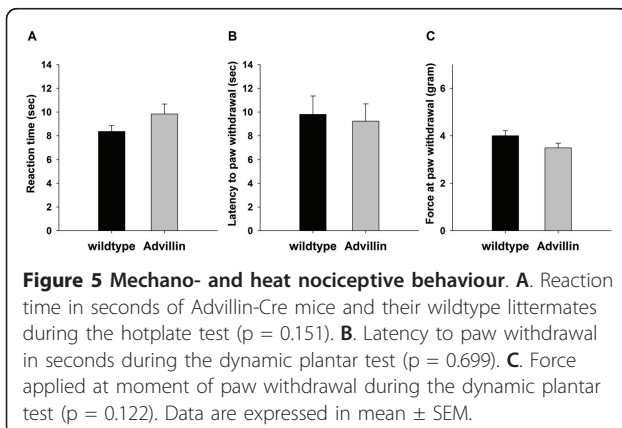 A
B
C
14
12
10
8
6
4
2
0
Reaction time (sec)
wildtype Advillin
14
12
10
8
6
4
2
0
Latency to paw withdrawal (sec)
wildtype Advillin
6
4
2
0
Force at paw withdrawal (gram)
wildtype Advillin
Figure 5 Mechano- and heat nociceptive behaviour. A. Reaction
time in seconds of Advillin-Cre mice and their wildtype littermates
during the hotplate test (p = 0.151). B. Latency to paw withdrawal
in seconds during the dynamic plantar test (p = 0.699). C. Force
applied at moment of paw withdrawal during the dynamic plantar
test (p = 0.122). Data are expressed in mean ± SEM.